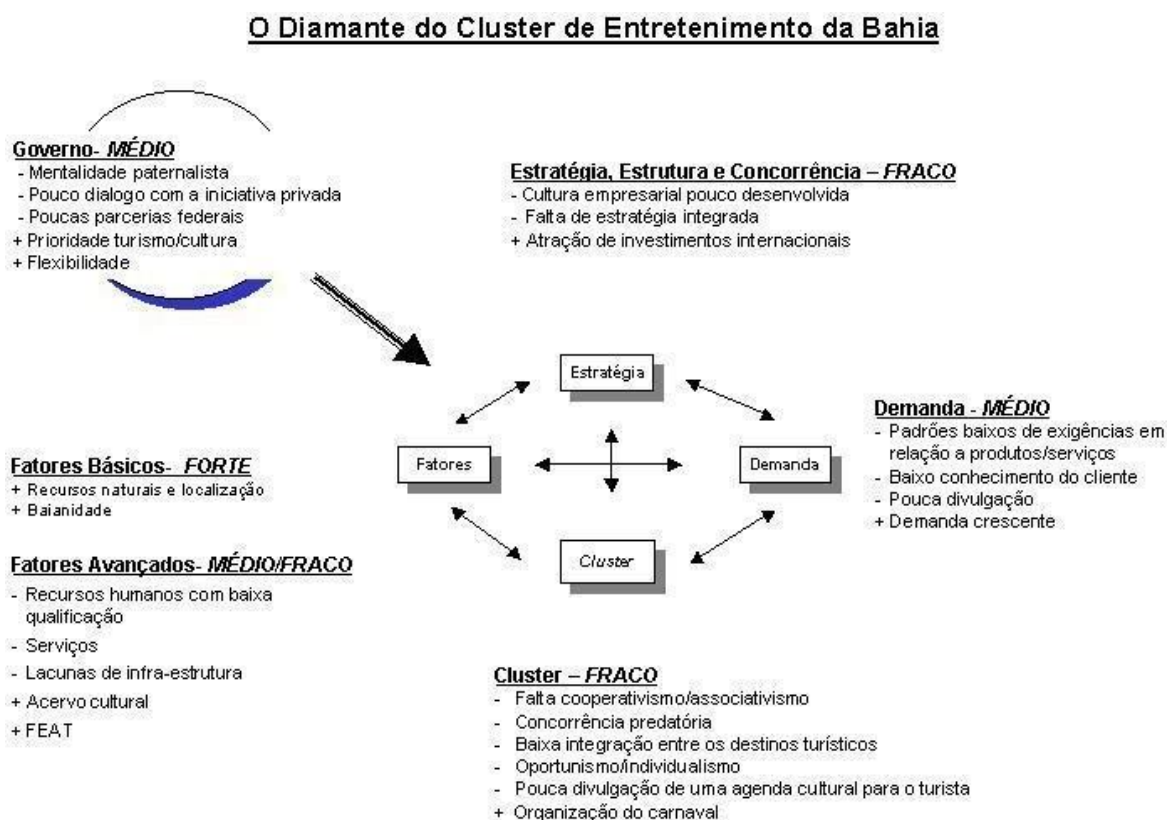 O Diamante do Cluster de Entretenimento da Bahia
Governo- MÉDIO
- Mentalidade paternalista
- Pouco dialogo com a iniciativa privada
- Poucas parcerias federais
+ Prioridade turismo/cultura
+ Flexibilidade
Estratégia, Estrutura e Concorrência – FRACO
- Cultura empresarial pouco desenvolvida
- Falta de estratégia integrada
+ Atração de investimentos internacionais
Estratégia
Fatores
Demanda
Cluster
Demanda - MÉDIO
- Padrões baixos de exigências em
relação a produtos/serviços
- Baixo conhecimento do cliente
- Pouca divulgação
+ Demanda crescente
Fatores Básicos- FORTE
+ Recursos naturais e localização
+ Baianidade
Fatores Avançados- MÉDIO/FRACO
- Recursos humanos com baixa
qualificação
- Serviços
- Lacunas de infra-estrutura
+ Acervo cultural
+ FEAT
Cluster – FRACO
- Falta cooperativismo/associativismo
- Concorrência predatória
- Baixa integração entre os destinos turísticos
- Oportunismo/individualismo
- Pouca divulgação de uma agenda cultural para o turista
+ Organização do carnaval